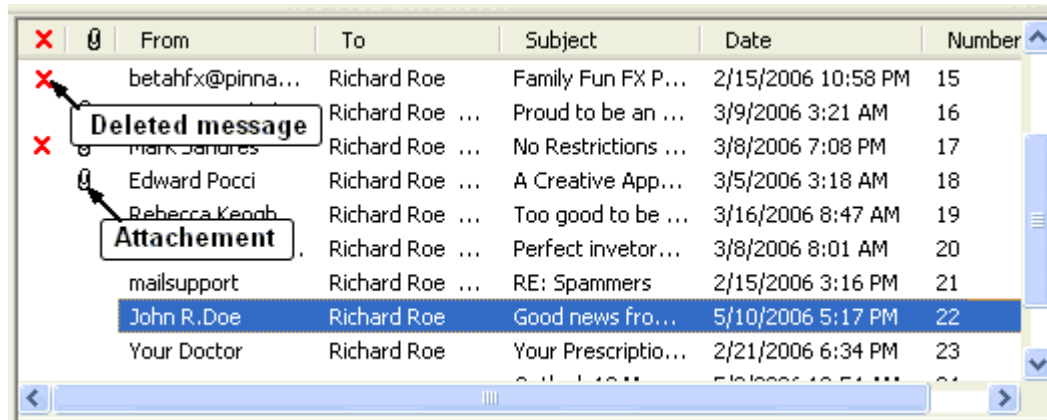 From To Subject Date Number
betahfx@pinna... Richard Roe Family Fun FX P... 2/15/2006 10:58 PM 15
Richard Roe ... Proud to be an ... 3/9/2006 3:21 AM 16
Deleted message
Mark Sandres Richard Roe ... No Restrictions ... 3/8/2006 7:08 PM 17
Edward Pocci Richard Roe ... A Creative App... 3/5/2006 3:18 AM 18
Rebecca Keogh Richard Roe ... Too good to be ... 3/16/2006 8:47 AM 19
Attachement
Richard Roe ... Perfect invetor... 3/8/2006 8:01 AM 20
mailsupport Richard Roe ... RE: Spammers 2/15/2006 3:16 PM 21
John R.Doe Richard Roe Good news fro... 5/10/2006 5:17 PM 22
Your Doctor Richard Roe Your Prescriptio... 2/21/2006 6:34 PM 23